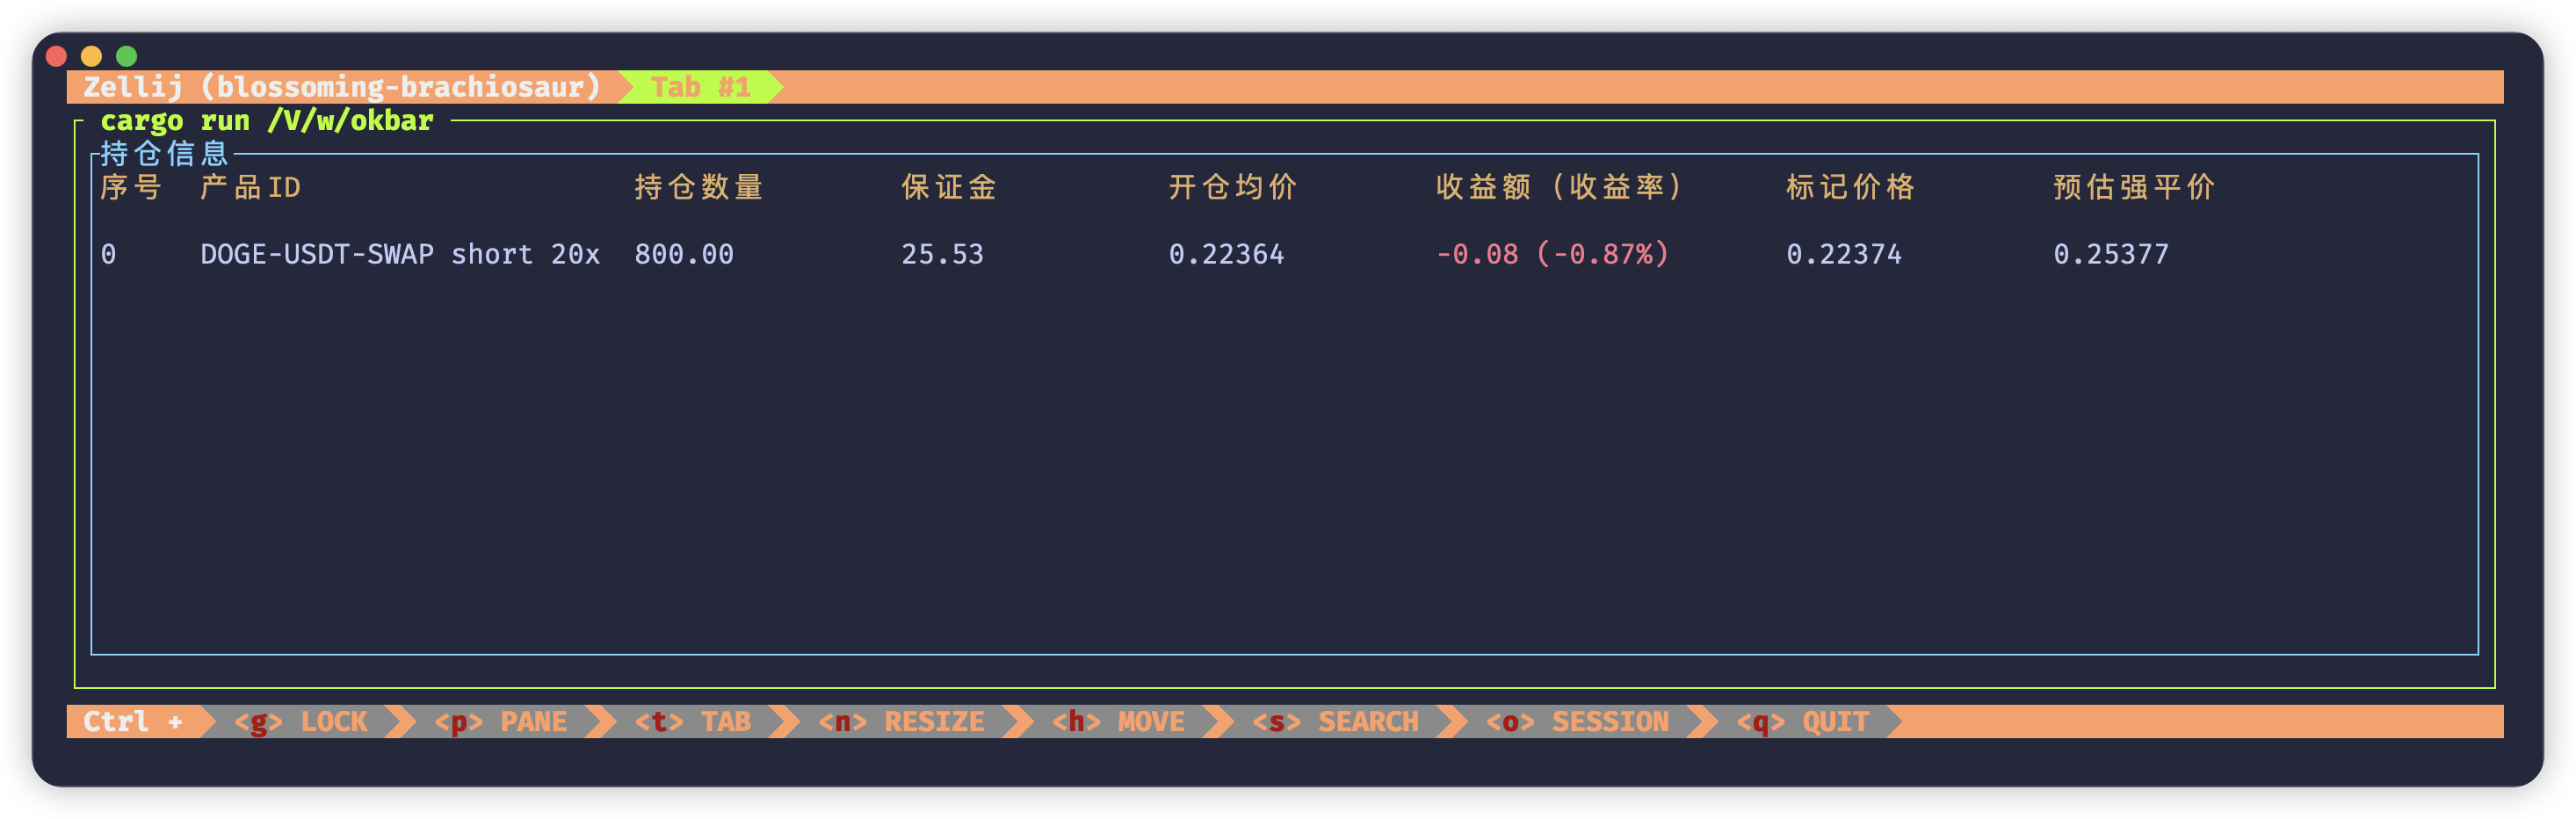 Zellij (blossoming-brachiosaur) Tab #1
cargo run /V/w/okbar
持仓信息
序号 产品ID 持仓数量 保证金 开仓均价 收益额（收益率） 标记价格 预估强平价
0 DOGE-USDT-SWAP short 20x 800.00 25.53 0.22364 -0.08 (-0.87%) 0.22374 0.25377
Ctrl + <g> LOCK <p> PANE <t> TAB <n> RESIZE <h> MOVE <s> SEARCH <o> SESSION <q> QUIT